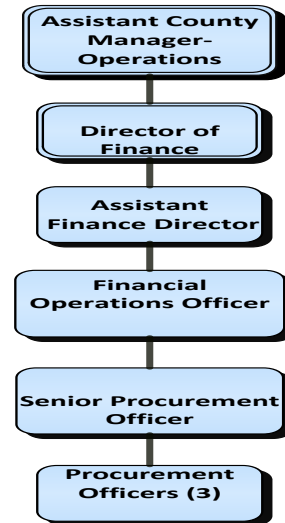 Assistant County
Manager-
Operations
Director of
Finance
Assistant
Finance Director
Financial
Operations Officer
Senior Procurement
Officer
Procurement
Officers (3)